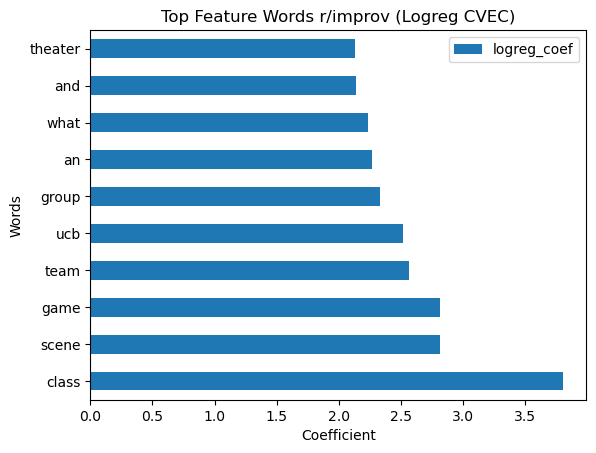 Top Feature Words r/improv (Logreg CVEC)
logreg_coef
theater
and
what
an
group
ucb
team
game
scene
class
Words
0.0 0.5 1.0 1.5 2.0 2.5 3.0 3.5
Coefficient